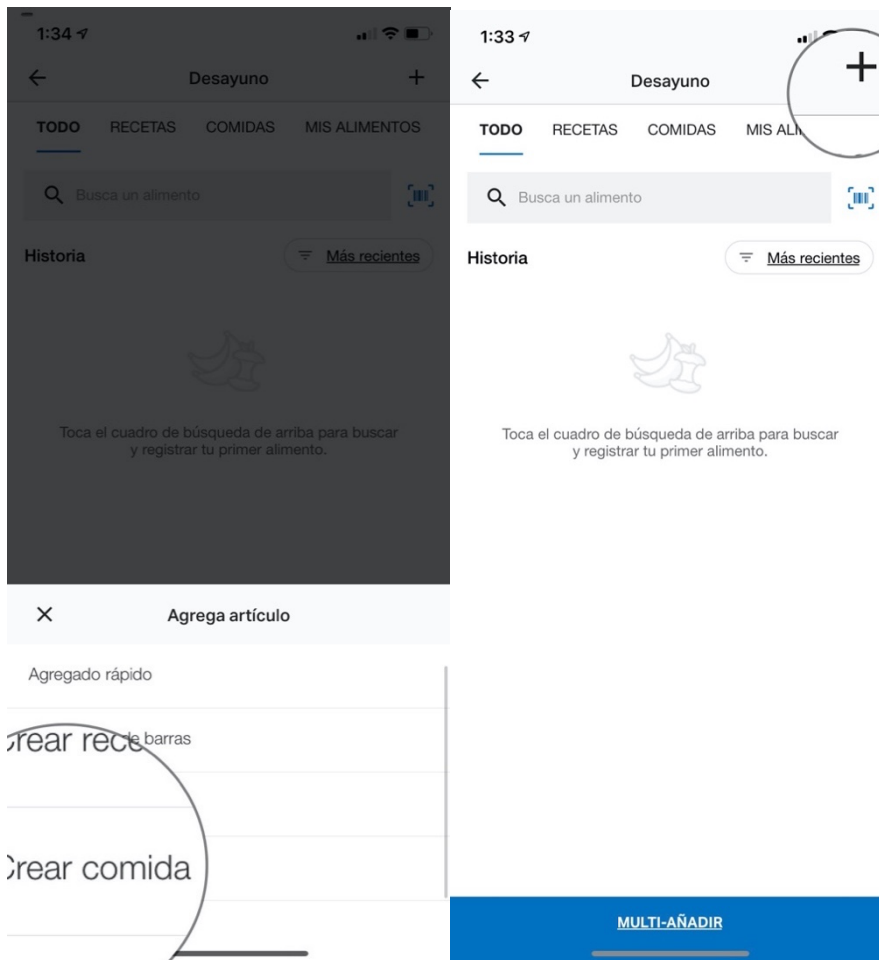 1:34
Desayuno +
TODO RECETAS COMIDAS MIS ALIMENTOS
Busca un alimento
Historia Más recientes
Toca el cuadro de búsqueda de arriba para buscar
y registrar tu primer alimento.
Agrega artículo
Agregado rápido
de barras
Crear comida
1:33
Desayuno +
TODO RECETAS COMIDAS MIS
Busca un alimento
Historia Más recientes
Toca el cuadro de búsqueda de arriba para buscar
y registrar tu primer alimento.
MULTI-AÑADIR